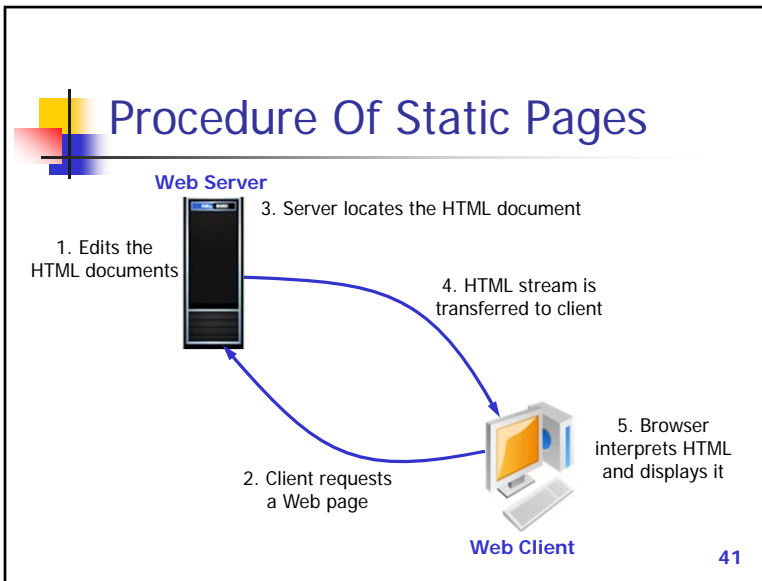 Procedure Of Static Pages
Web Server
3. Server locates the HTML document
1. Edits the
HTML documents
4. HTML stream is
transferred to client
5. Browser
interprets HTML
and displays it
2. Client requests
a Web page
Web Client
41